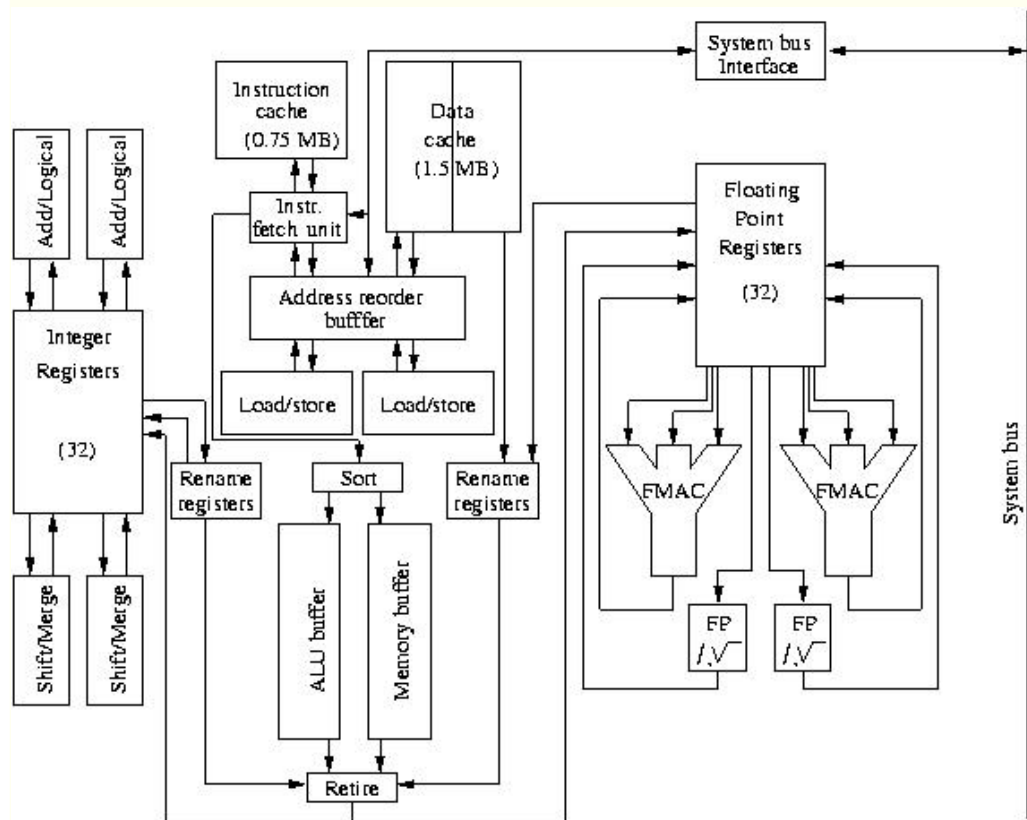 System bus
Interface
Instruction
cache
(0.75 MB)
Data
cache
(1.5 MB)
Add/Logical
Add/Logical
Floating
Point
Registers
(32)
Instr.
fetch unit
Address reorder
bufffer
Integer
Registers
(32)
Load/store
Load/store
Rename
registers
Sort
Rename
registers
FMAC
FMAC
System bus
ALU buffer
Memory buffer
Shift/Merge
Shift/Merge
FP
/,√
FP
/,√
Retire